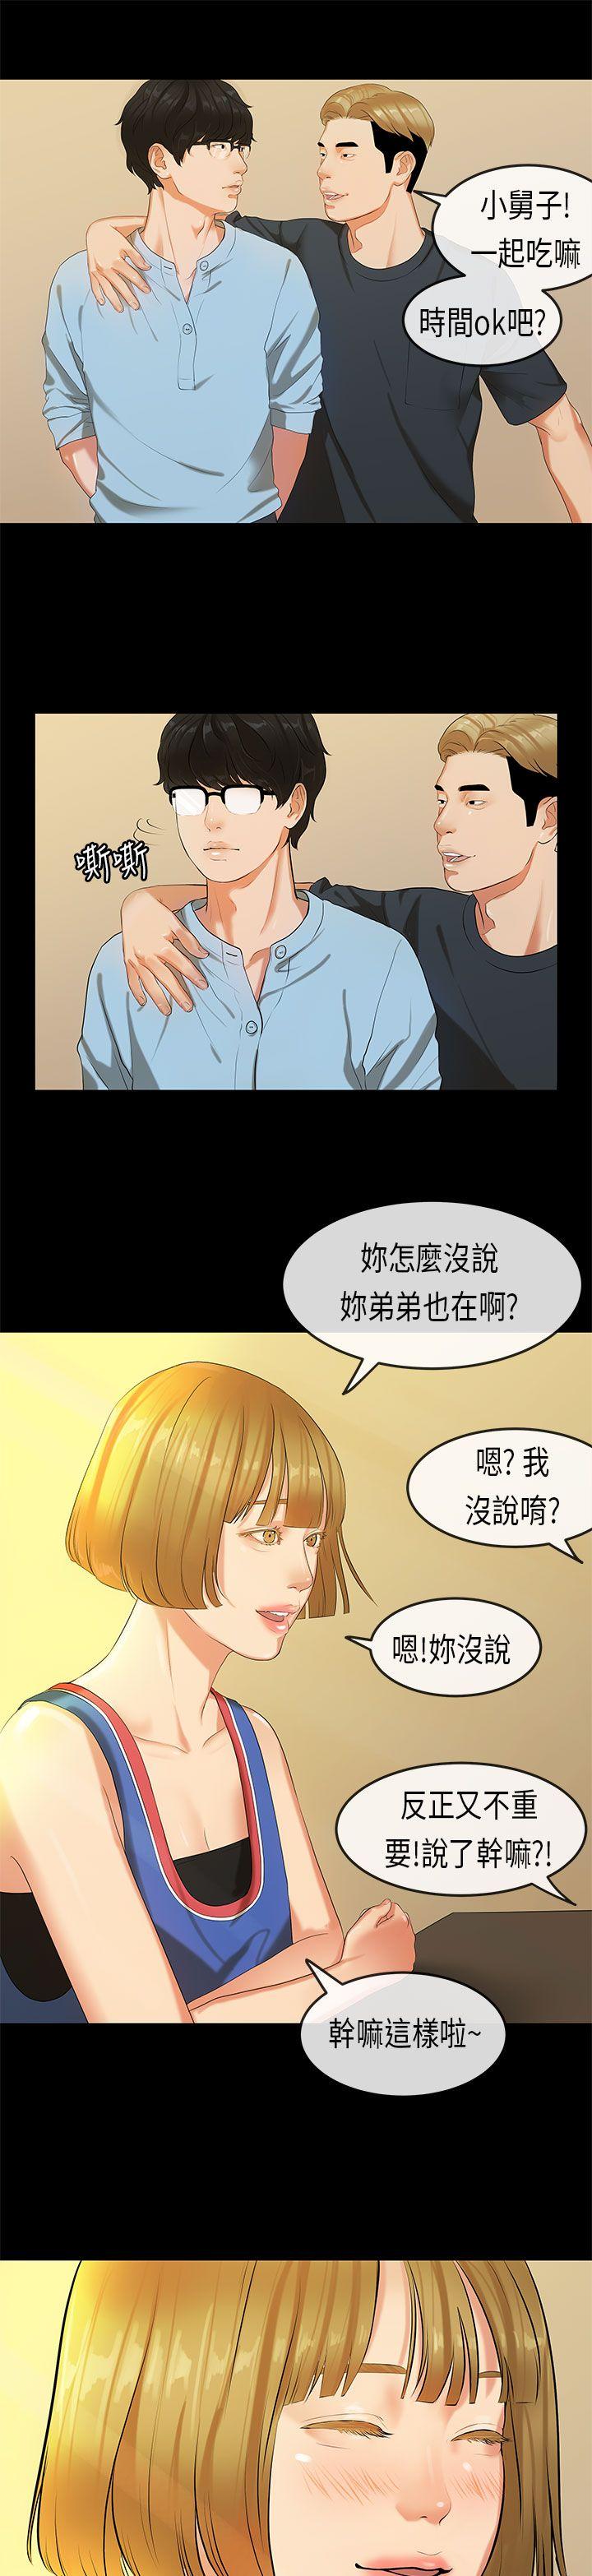 小舅子!
一起吃嘛
時間ok吧?
嘶嘶
妳怎麼沒說
妳弟弟也在啊?
嗯? 我
沒說唷?
嗯!妳沒說
反正又不重
要!說了幹嘛?!
幹嘛這樣啦~